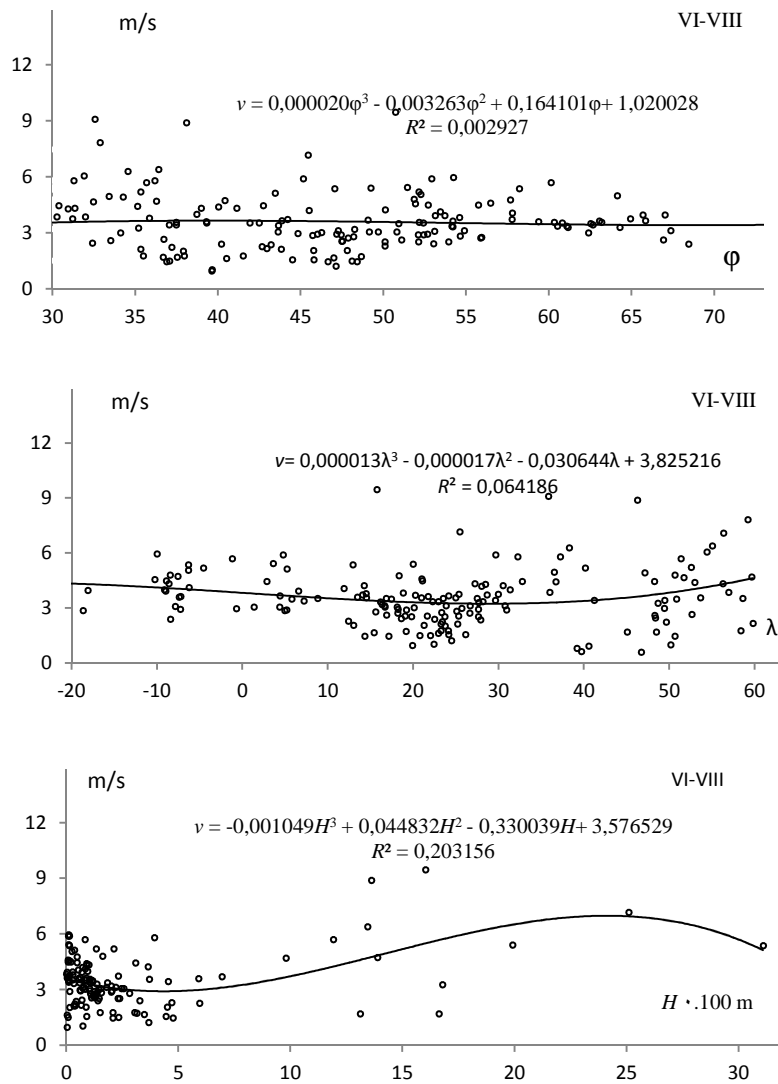 m/s
VI-VIII
12
v = 0,000020φ³ - 0,003263φ² + 0,164101φ+ 1,020028
9
R² = 0,002927
6
3
φ
0
30 35 40 45 50 55 60 65 70
m/s
VI-VIII
12
v= 0,000013λ³ - 0,000017λ² - 0,030644λ + 3,825216
R² = 0,064186
9
6
3
λ
0
-20 -10 0 10 20 30 40 50 60
m/s
VI-VIII
12
v = -0,001049H³ + 0,044832H² - 0,330039H+ 3,576529
R² = 0,203156
9
6
3
H ·.100 m
0
0 5 10 15 20 25 30